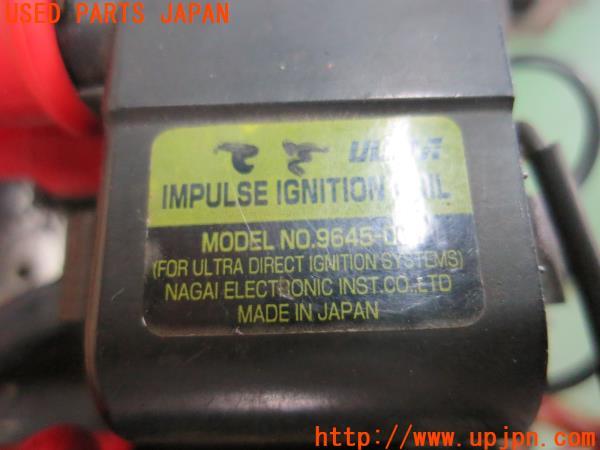 USED PARTS JAPAN
ULTRA
IMPULSE IGNITION COIL
MODEL NO.9645-
(FOR ULTRA DIRECT IGNITION SYSTEMS)
NAGAI ELECTRONIC INST.CO.,LTD
MADE IN JAPAN
http://www.upjpn.com/